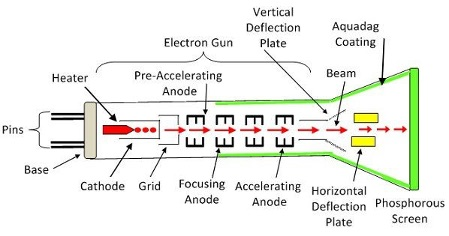 Vertical
Deflection
Plate
Aquadag
Coating
Electron Gun
Heater
Pre-Accelerating
Anode
Beam
Pins
Base
Cathode
Grid
Focusing
Anode
Accelerating
Anode
Horizontal
Deflection
Plate
Phosphorous
Screen